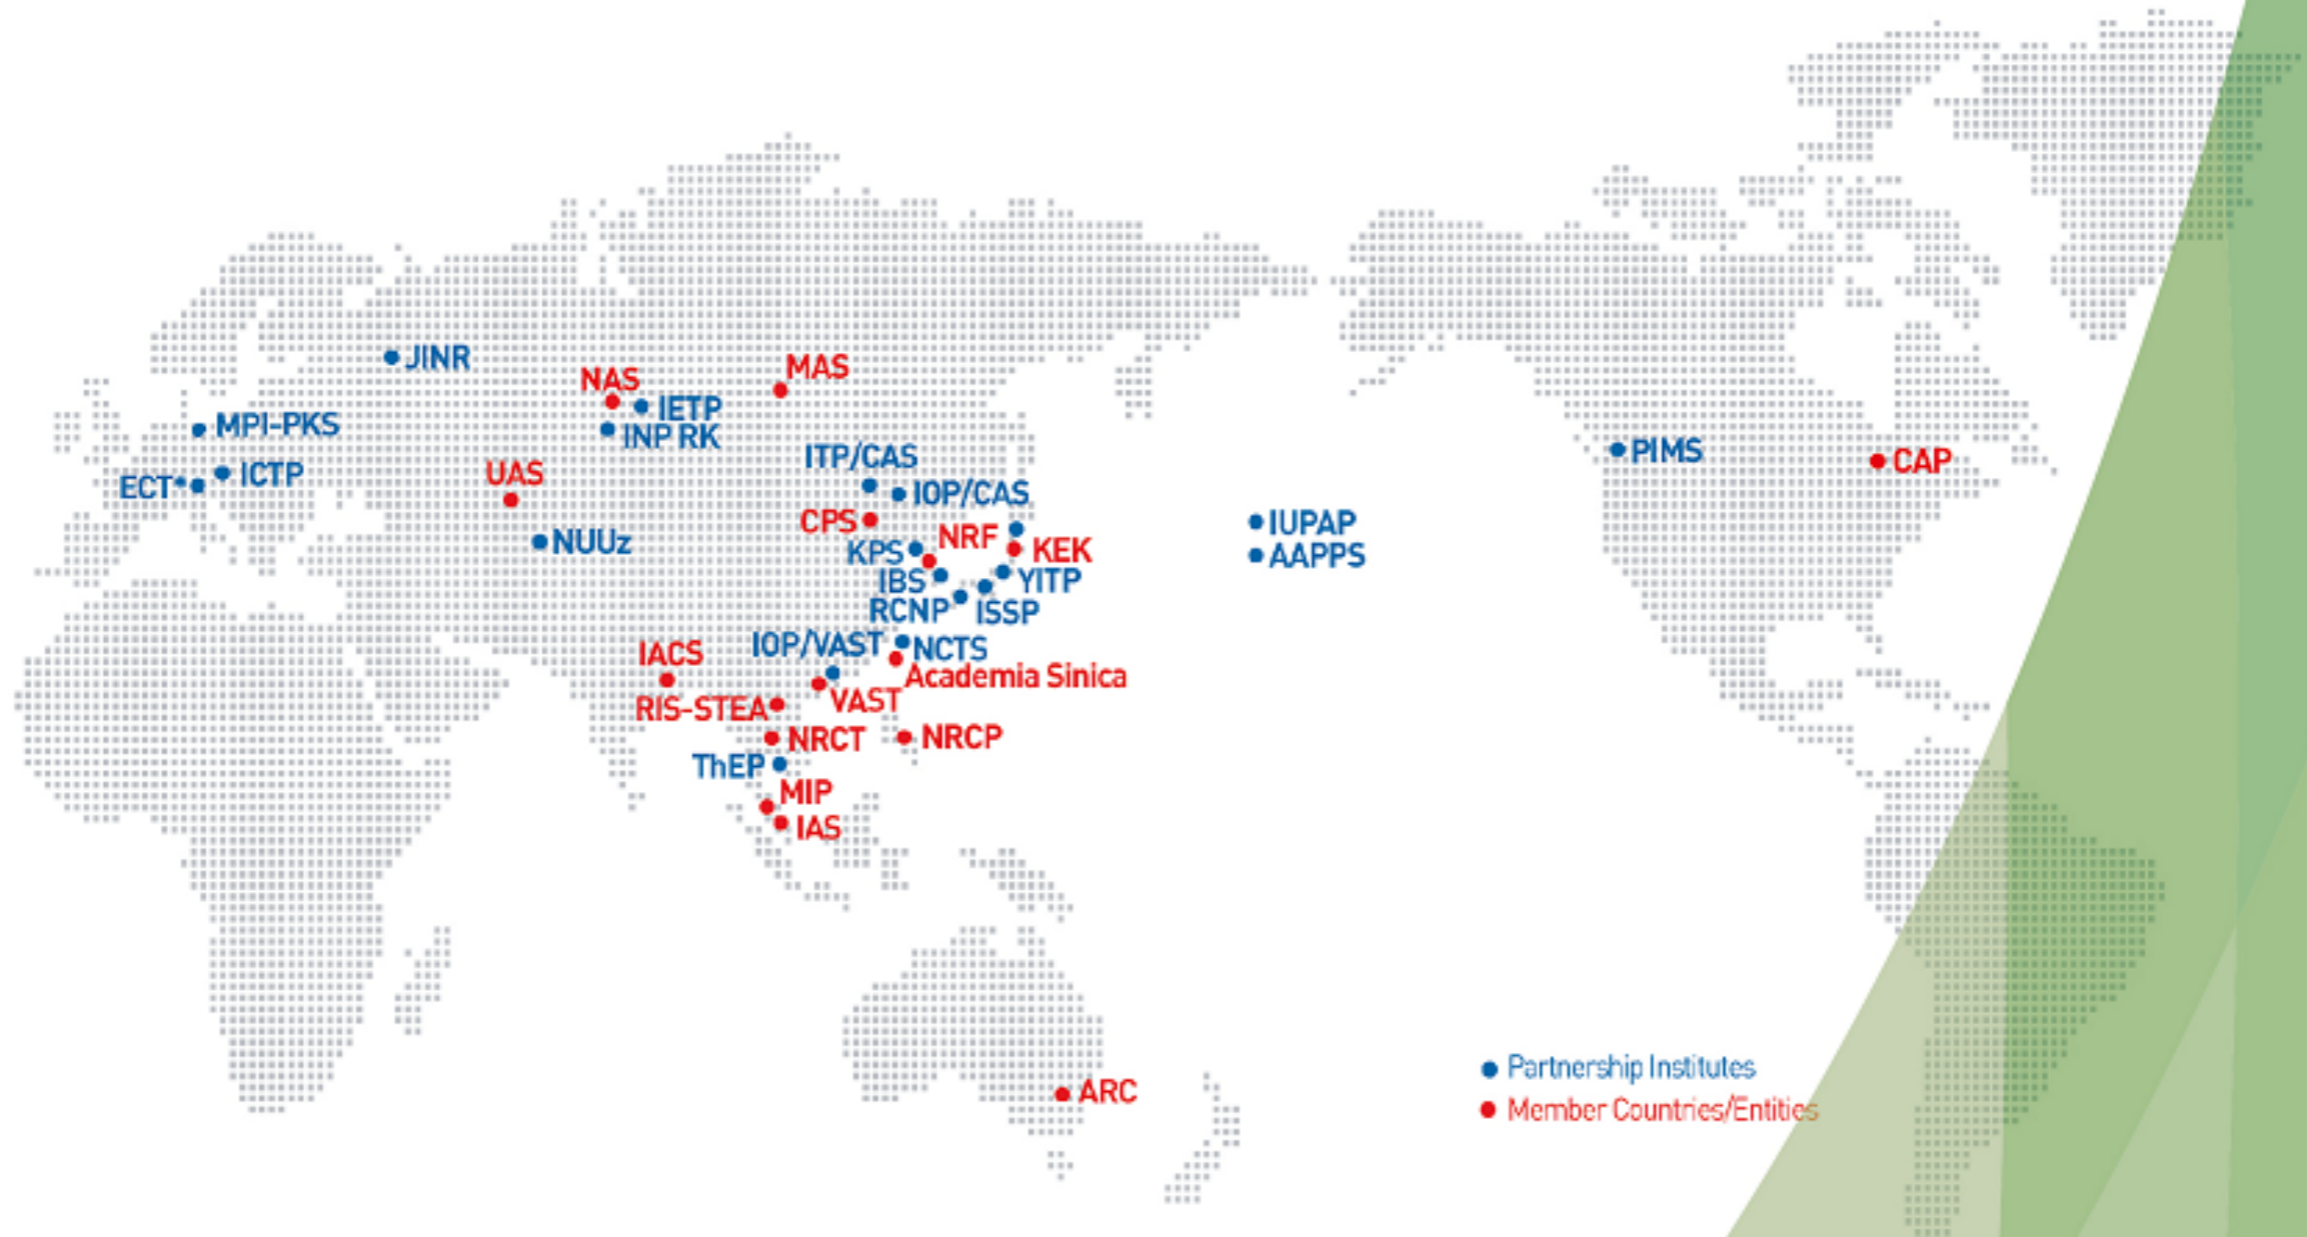 JINR
MAS
NAS
IETP
MPI-PKS
INP RK
PIMS
ITP/CAS
CAP
UAS
ICTP
ECT*
IOP/CAS
CPS
IUPAP
NRF
NUUz
KPS
KEK
AAPPS
IBS
YITP
RCNP
ISSP
IOP/VAST
NCTS
IACS
Academia Sinica
VAST
RIS-STEA
NRCT
NRCP
ThEP
MIP
IAS
ARC
Partnership Institutes
Member Countries/Entities